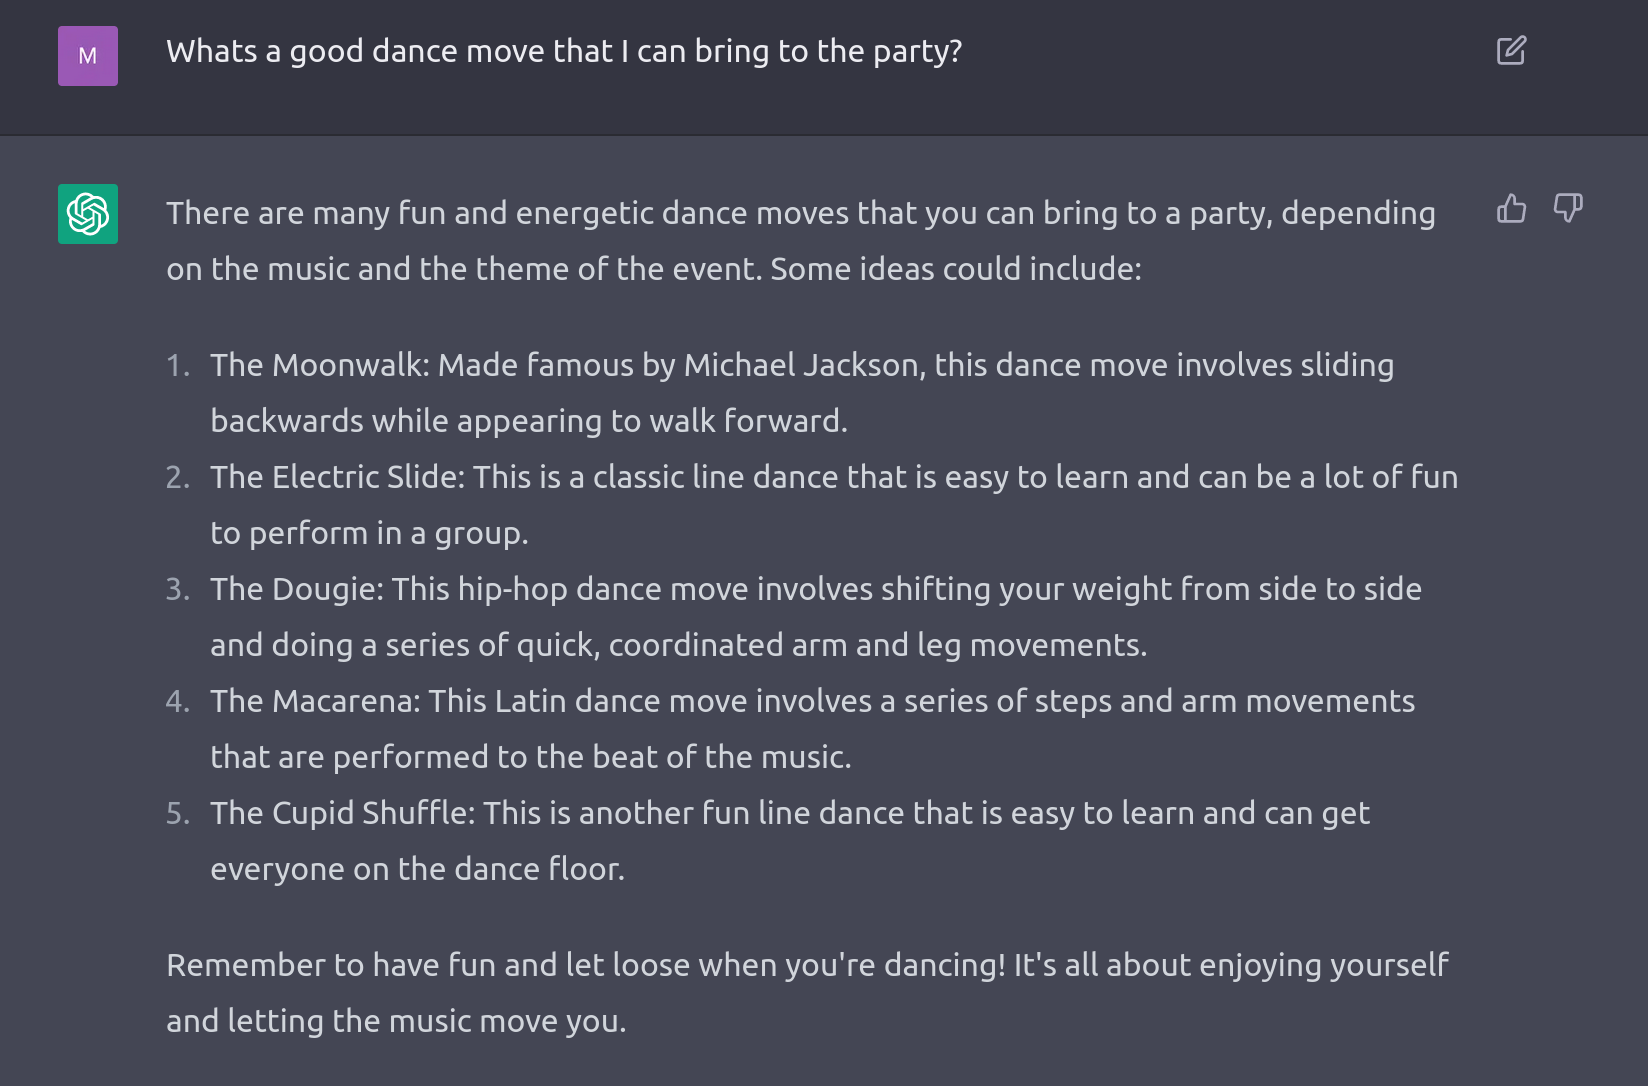 M
Whats a good dance move that I can bring to the party?
There are many fun and energetic dance moves that you can bring to a party, depending
on the music and the theme of the event. Some ideas could include:
1. The Moonwalk: Made famous by Michael Jackson, this dance move involves sliding
backwards while appearing to walk forward.
2. The Electric Slide: This is a classic line dance that is easy to learn and can be a lot of fun
to perform in a group.
3. The Dougie: This hip-hop dance move involves shifting your weight from side to side
and doing a series of quick, coordinated arm and leg movements.
4. The Macarena: This Latin dance move involves a series of steps and arm movements
that are performed to the beat of the music.
5. The Cupid Shuffle: This is another fun line dance that is easy to learn and can get
everyone on the dance floor.
Remember to have fun and let loose when you're dancing! It's all about enjoying yourself
and letting the music move you.